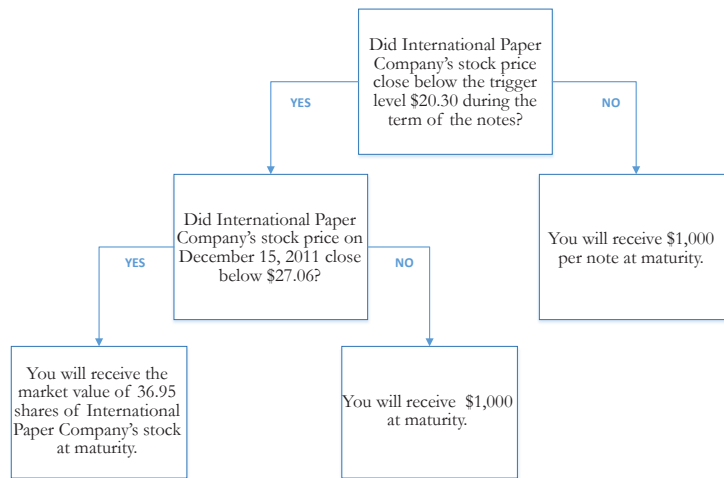 Did International Paper
Company's stock price
close below the trigger
level $20.30 during the
term of the notes?
YES
NO
Did International Paper
Company's stock price on
December 15, 2011 close
below $27.06?
You will receive $1,000
per note at maturity.
YES
NO
You will receive the
market value of 36.95
shares of International
Paper Company's stock
at maturity.
You will receive $1,000
at maturity.